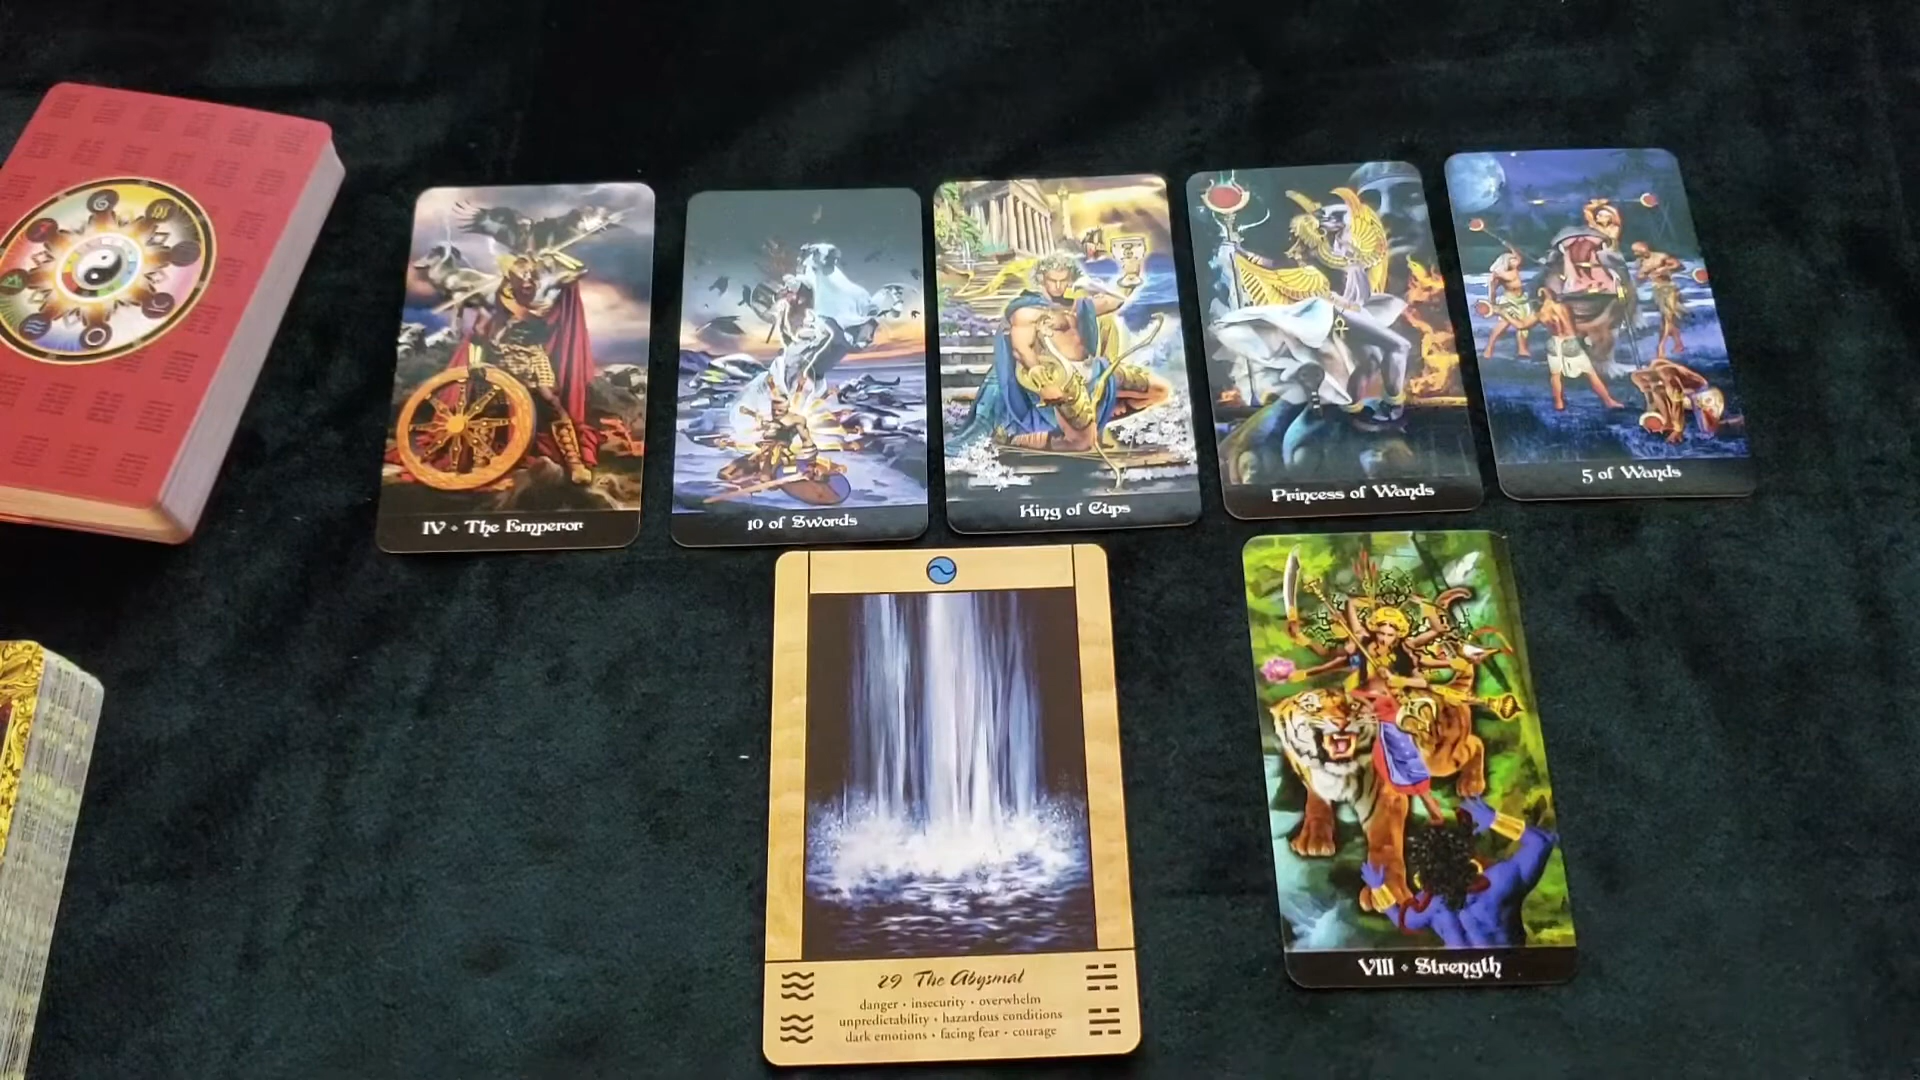 IV • The Emperor
10 of Swords
King of Cups
Princess of Wands
5 of Wands
29 The Abysmal
danger • insecurity • overwhelm
unpredictability • hazardous conditions
dark emotions • facing fear • courage
VIII • Strength